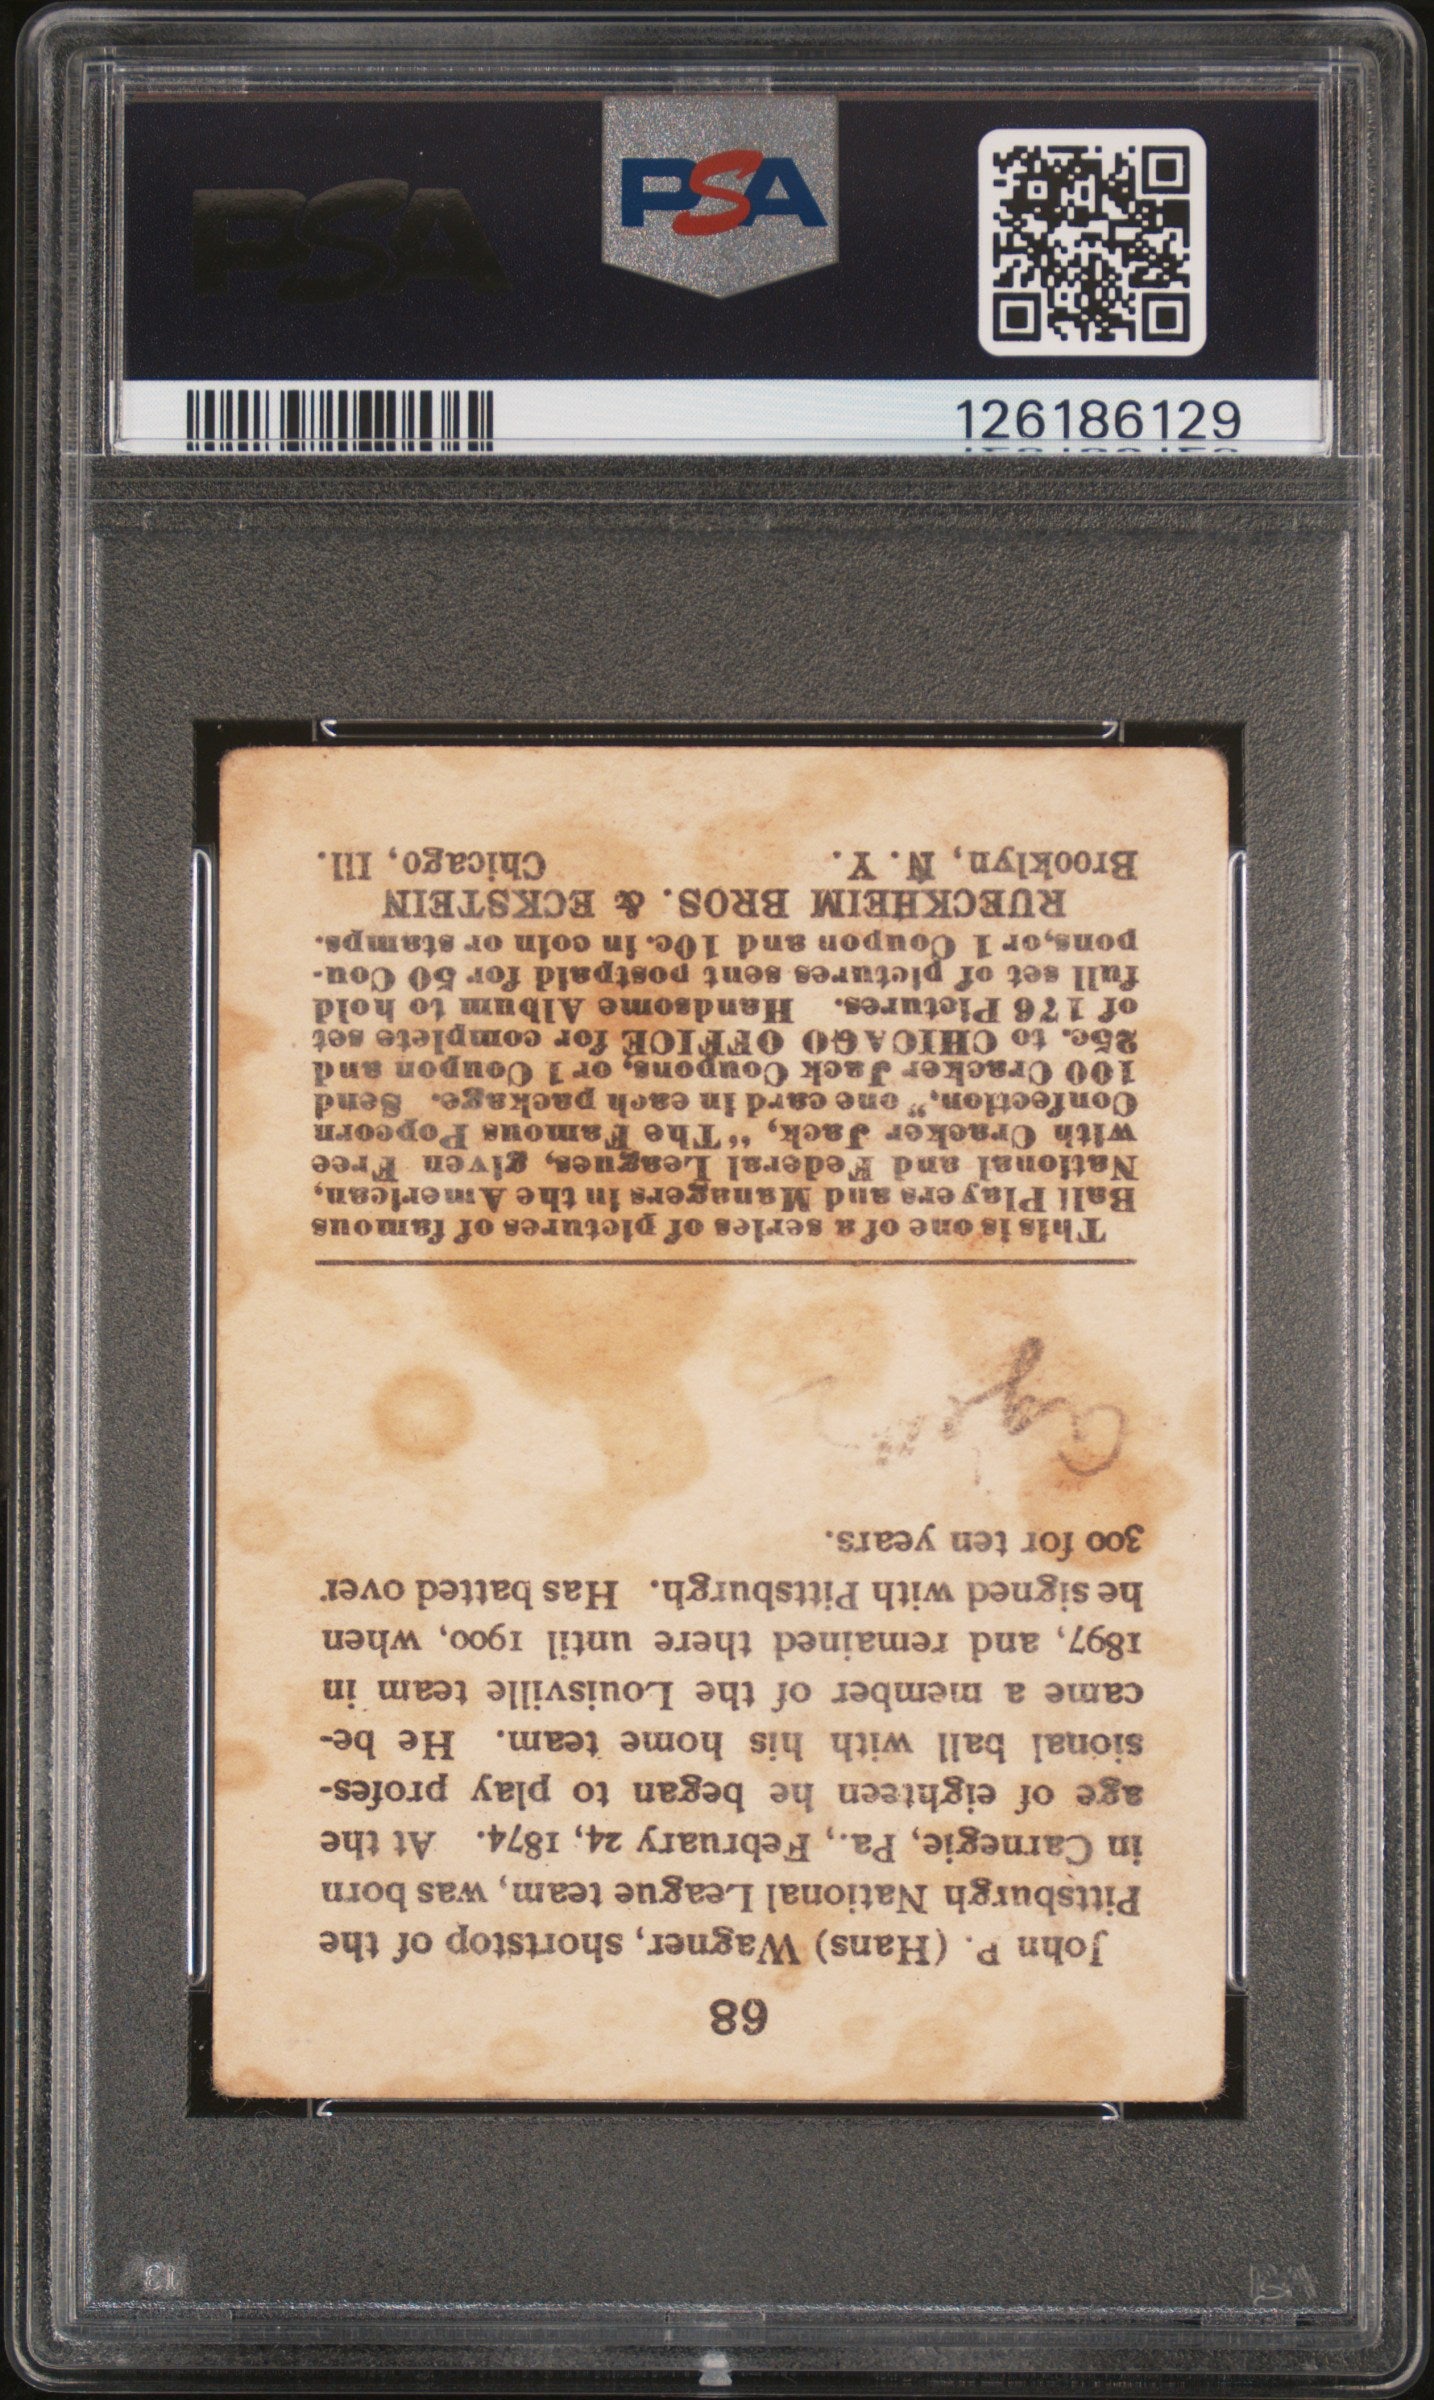 PSA
PSA
126186129
68
John P. (Hans) Wagner, shortstop of the
Pittsburgh National League team, was born
in Carnegie, Pa., February 24, 1874. At the
age of eighteen he began to play profes-
sional ball with his home team. He be-
came a member of the Louisville team in
1897, and remained there until 1900, when
he signed with Pittsburgh. Has batted over
300 for ten years.
This is one of a series of pictures of famous
Ball Players and Managers in the American,
National and Federal Leagues, given Free
with Cracker Jack, “The Famous Popcorn
Confection,” one card in each package. Send
100 Cracker Jack Coupons, or 1 Coupon and
25c. to CHICAGO OFFICE for complete set
of 176 Pictures. Handsome Album to hold
full set of pictures sent postpaid for 50 Cou-
pons, or 1 Coupon and 10c. in coin or stamps.
RUECKHEIM BROS. & ECKSTEIN
Brooklyn, N. Y. Chicago, Ill.
PSA